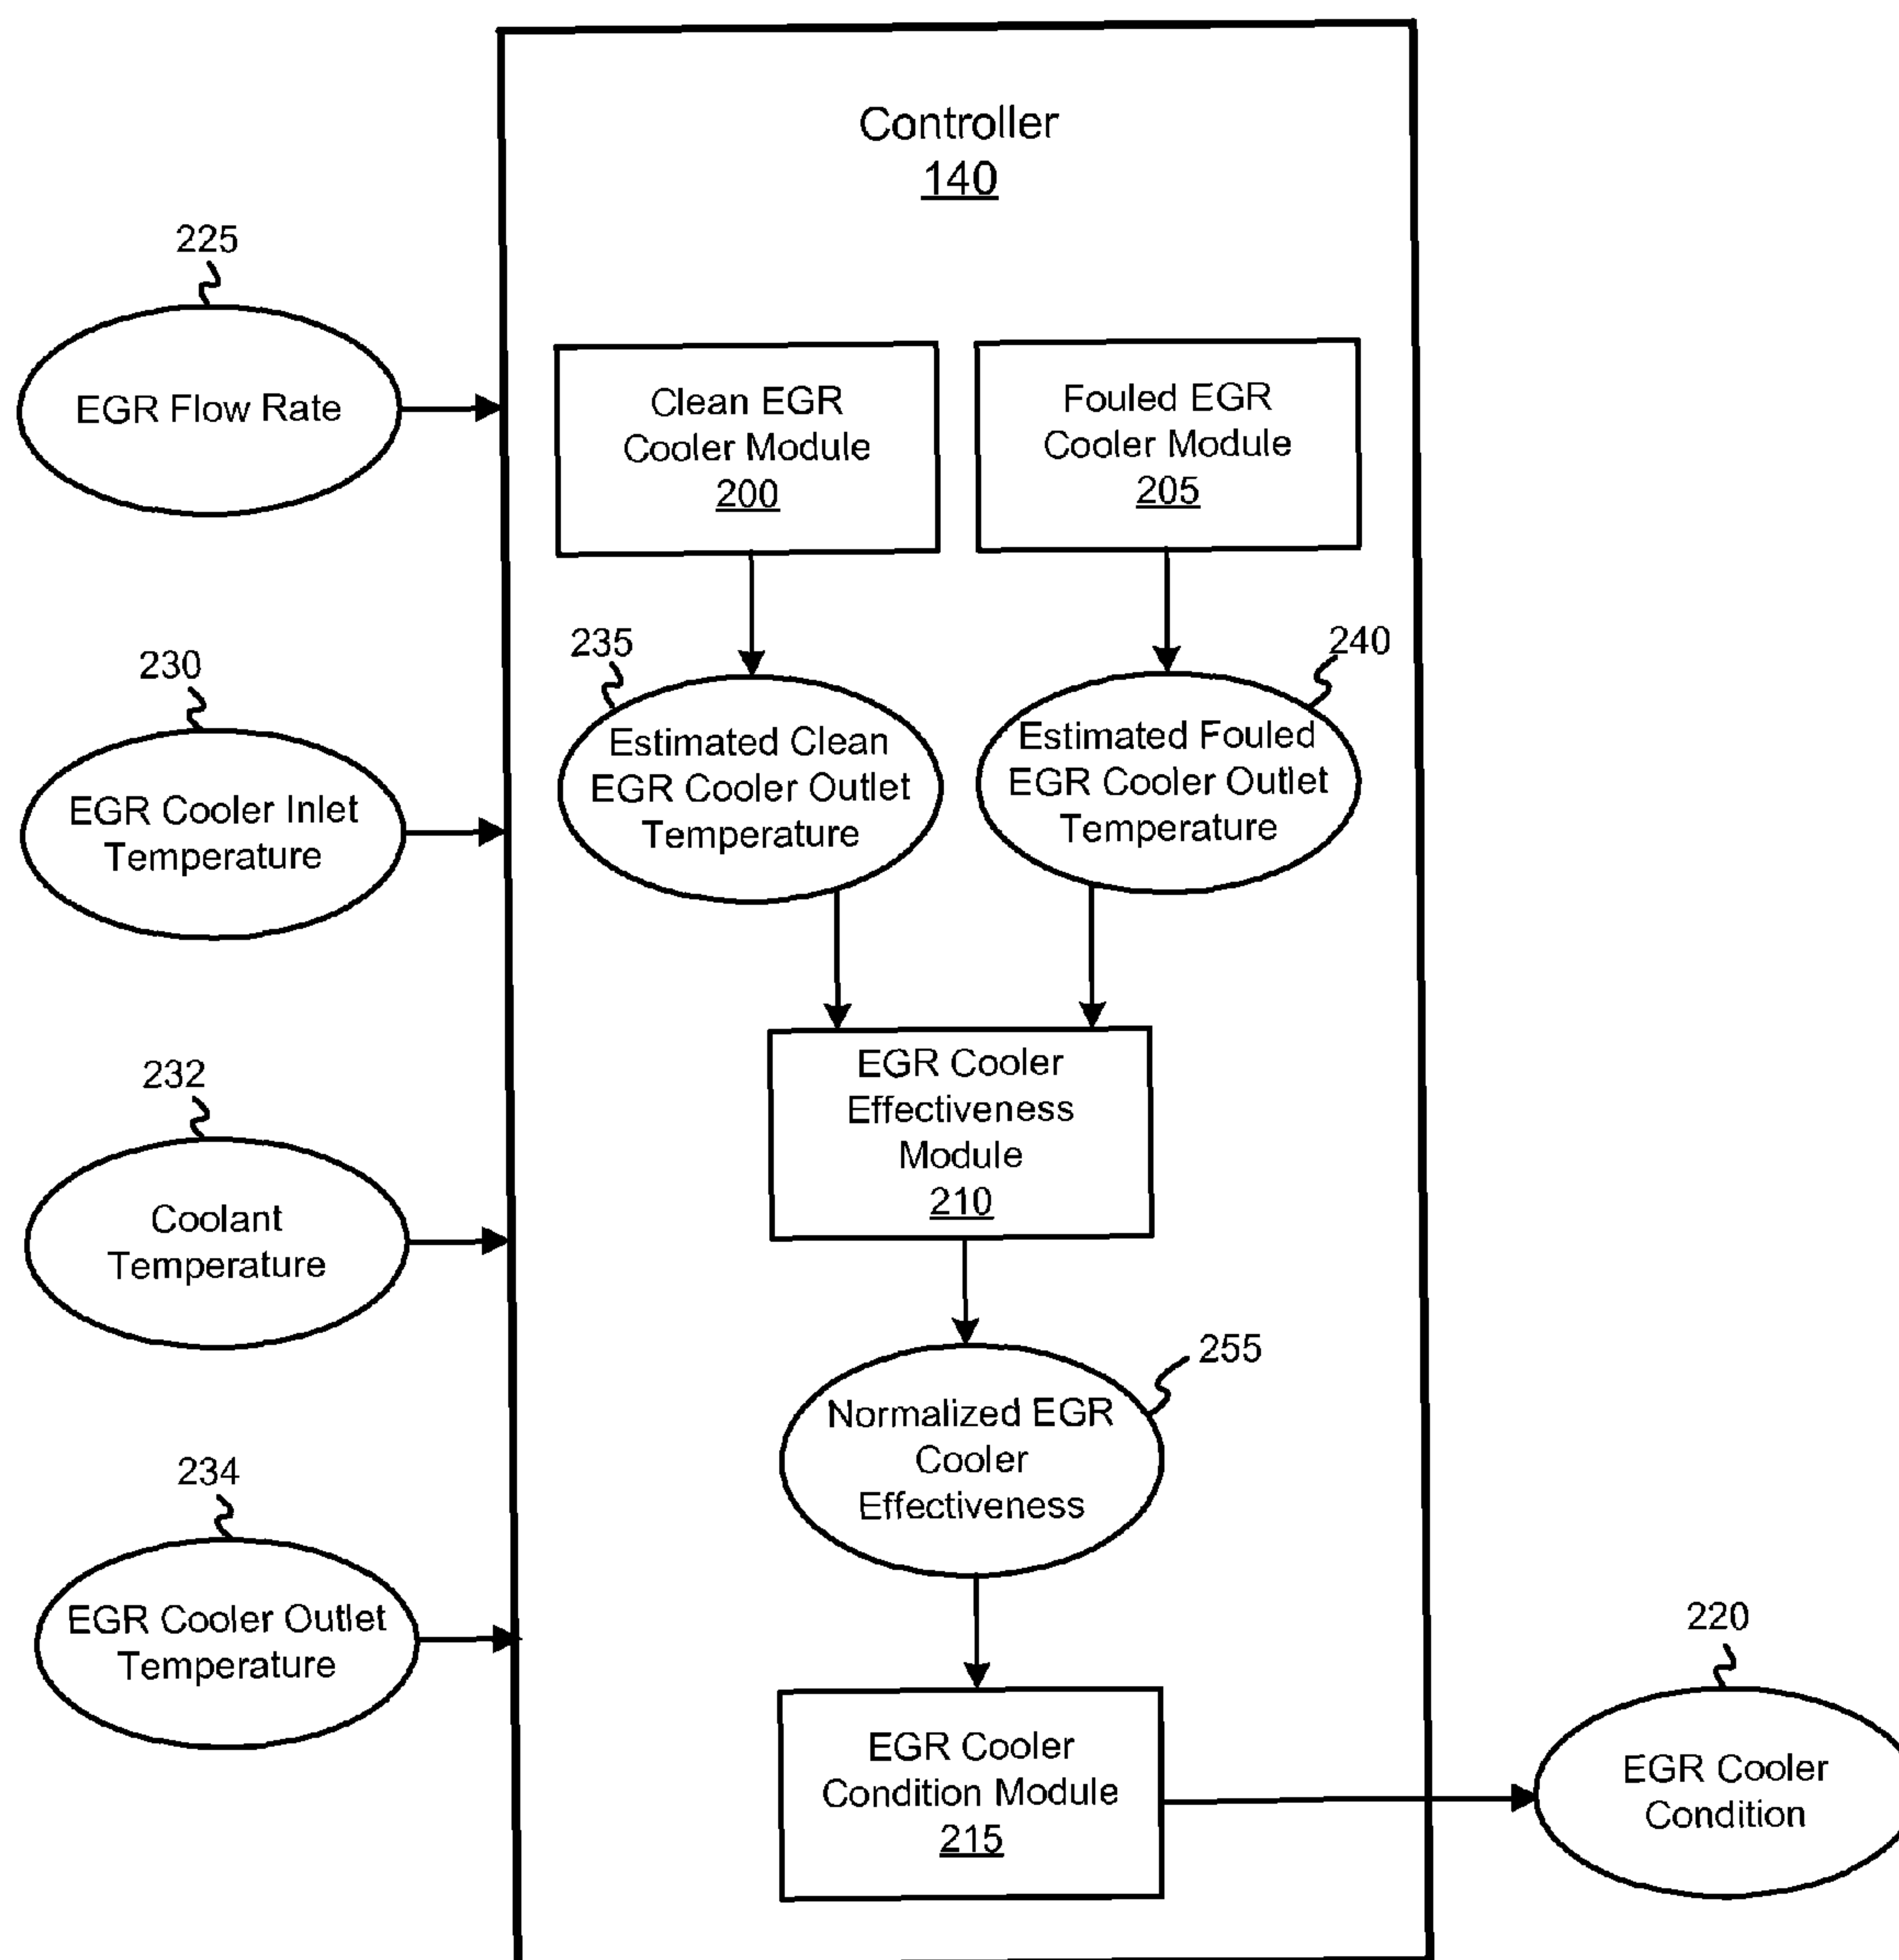 Controller
140
225
EGR Flow Rate
Clean EGR
Cooler Module
200
Fouled EGR
Cooler Module
205
230
EGR Cooler Inlet
Temperature
235
Estimated Clean
EGR Cooler Outlet
Temperature
240
Estimated Fouled
EGR Cooler Outlet
Temperature
232
Coolant
Temperature
EGR Cooler
Effectiveness
Module
210
255
Normalized EGR
Cooler
Effectiveness
234
EGR Cooler Outlet
Temperature
EGR Cooler
Condition Module
215
220
EGR Cooler
Condition